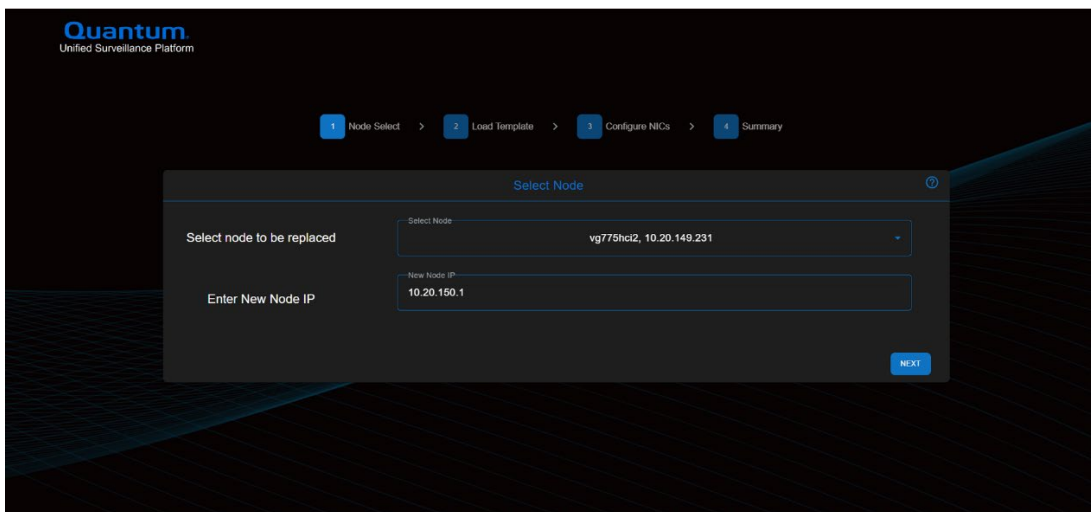 Quantum.
Unified Surveillance Platform
1 Node Select > 2 Load Template > 3 Configure NICs > 4 Summary
Select Node
Select node to be replaced
Select Node
vg775hci2, 10.20.149.231
Enter New Node IP
New Node IP
10.20.150.1
NEXT